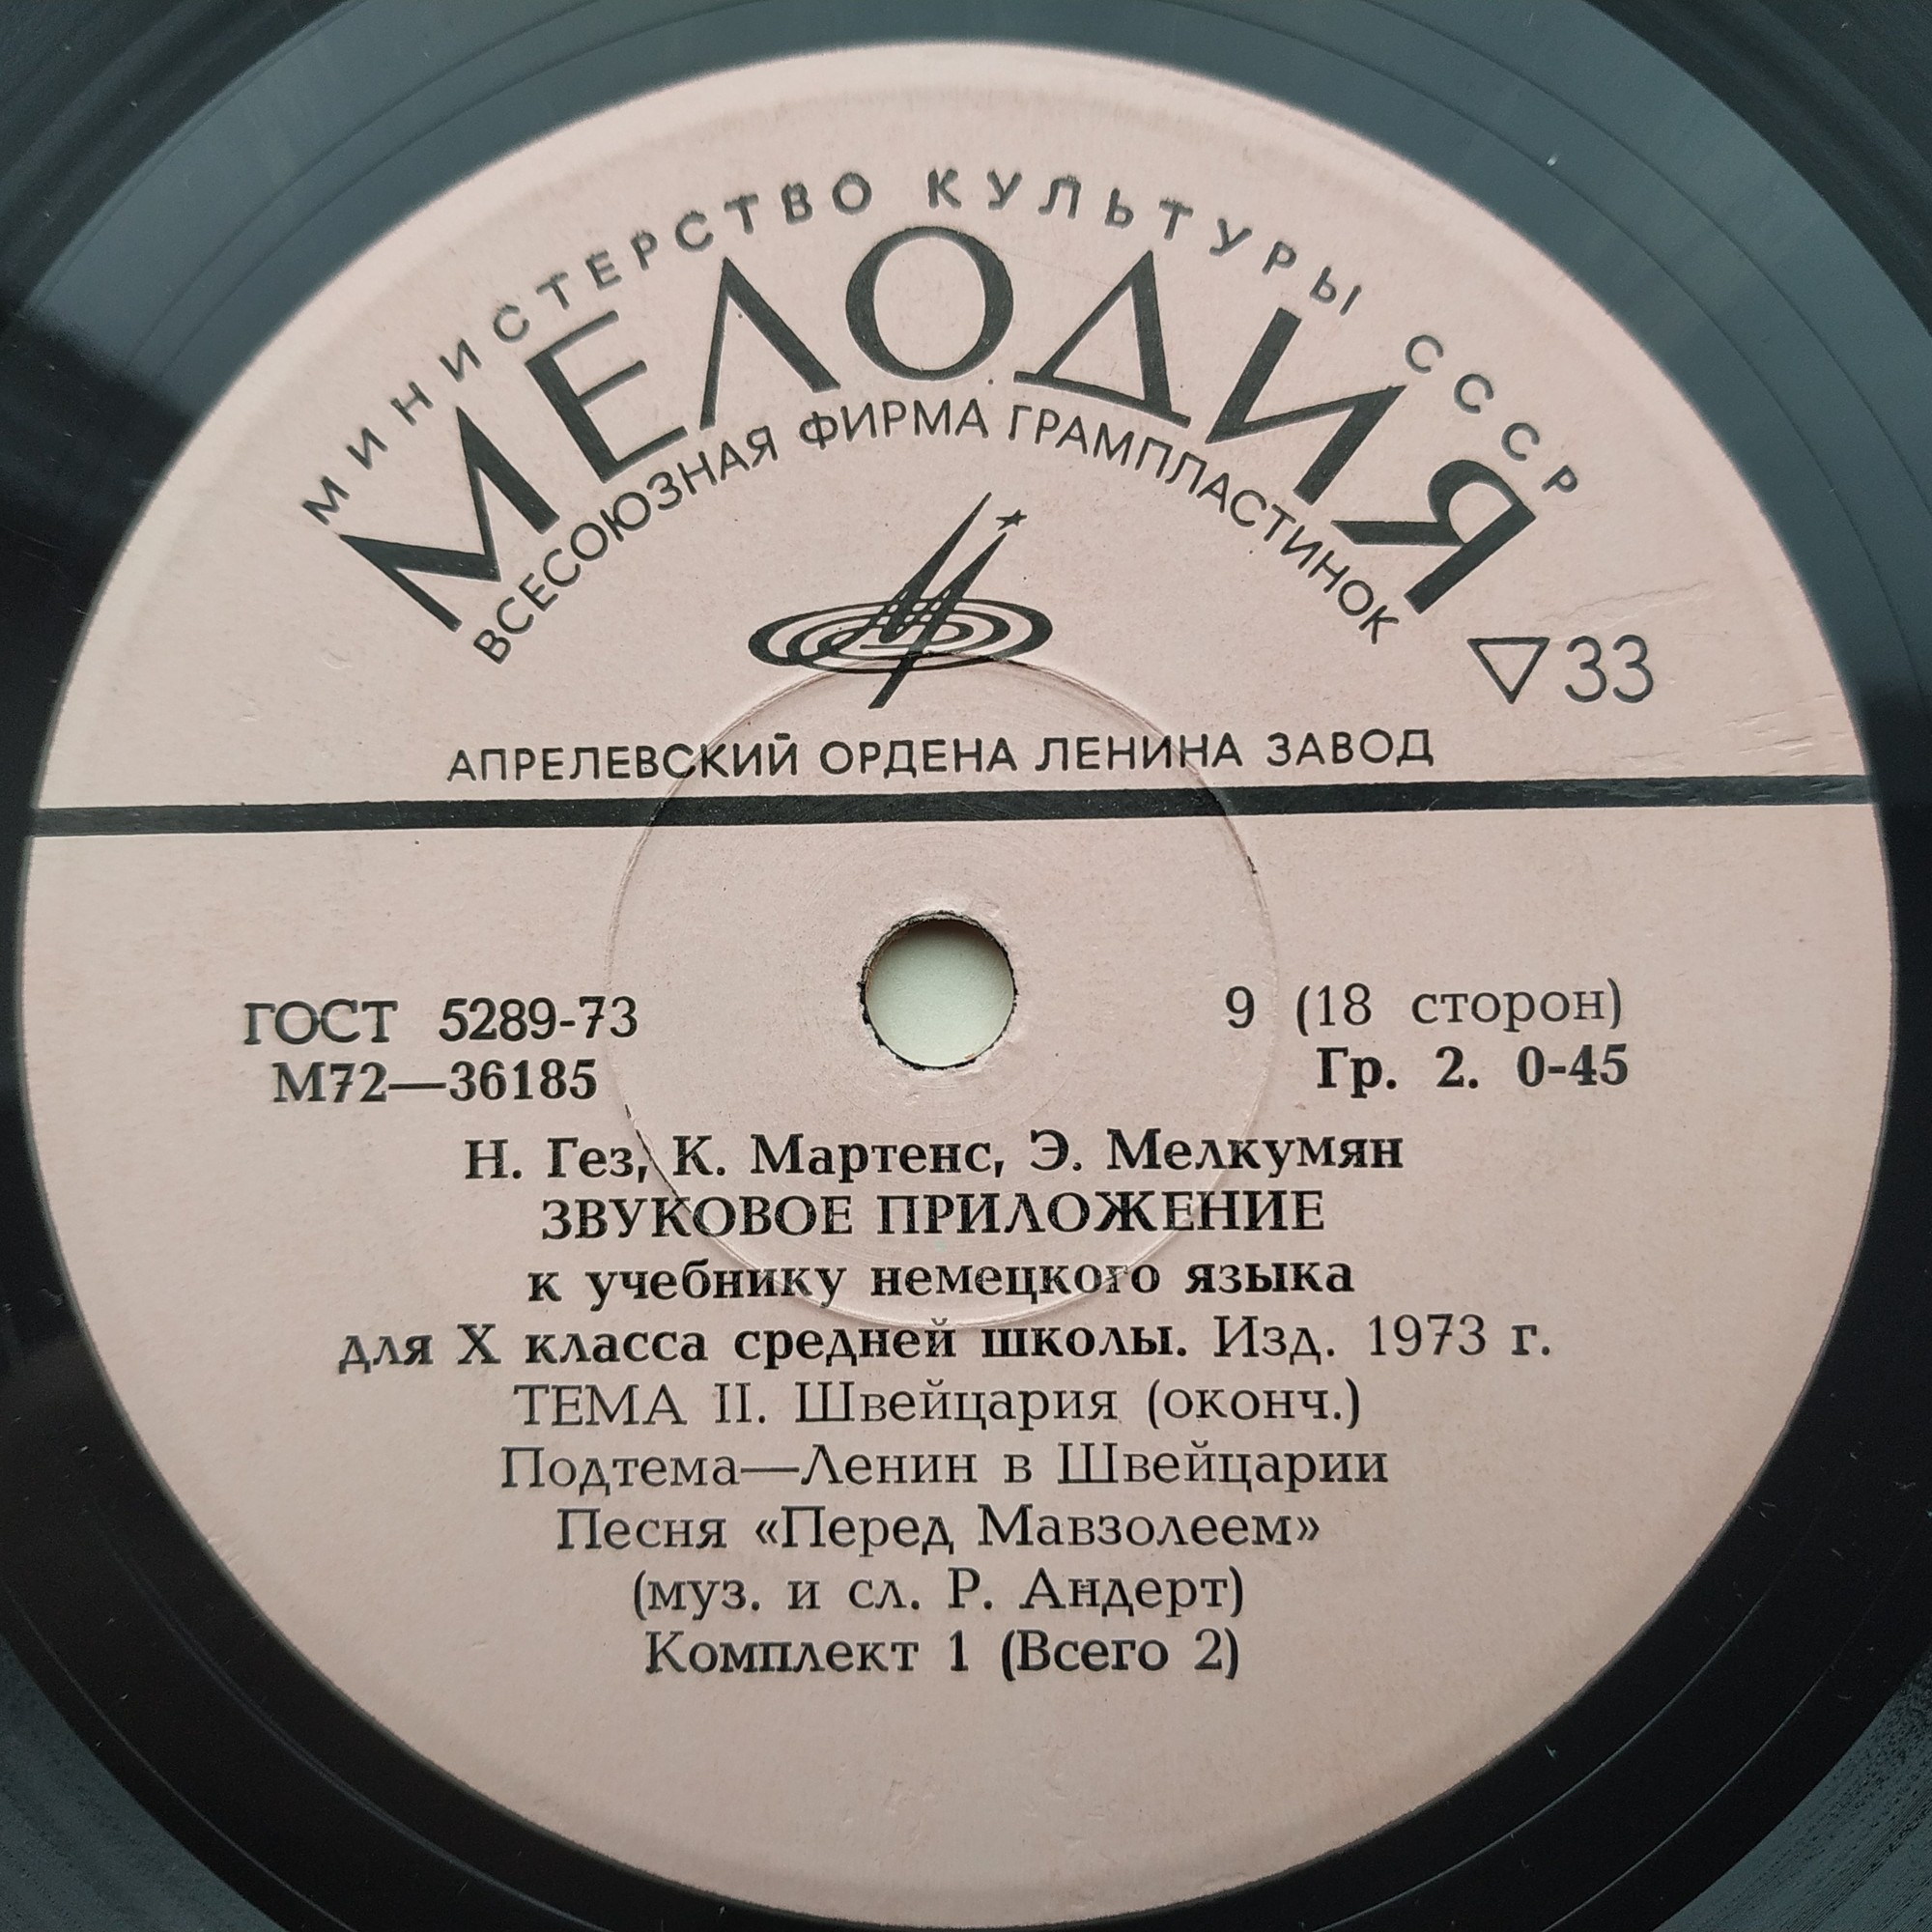 МИНИСТЕРСТВО КУЛЬТУРЫ СССР
МЕЛОДИЯ
ВСЕСОЮЗНАЯ ФИРМА ГРАМПЛАСТИНОК
▽33
АПРЕЛЕВСКИЙ ОРДЕНА ЛЕНИНА ЗАВОД
ГОСТ 5289-73
9 (18 сторон)
М72—36185
Гр. 2. 0-45
Н. Гез, К. Мартенс, Э. Мелкумян
ЗВУКОВОЕ ПРИЛОЖЕНИЕ
к учебнику немецкого языка
для X класса средней школы. Изд. 1973 г.
ТЕМА II. Швейцария (оконч.)
Подтема—Ленин в Швейцарии
Песня «Перед Мавзолеем»
(муз. и сл. Р. Андерт)
Комплект 1 (Всего 2)